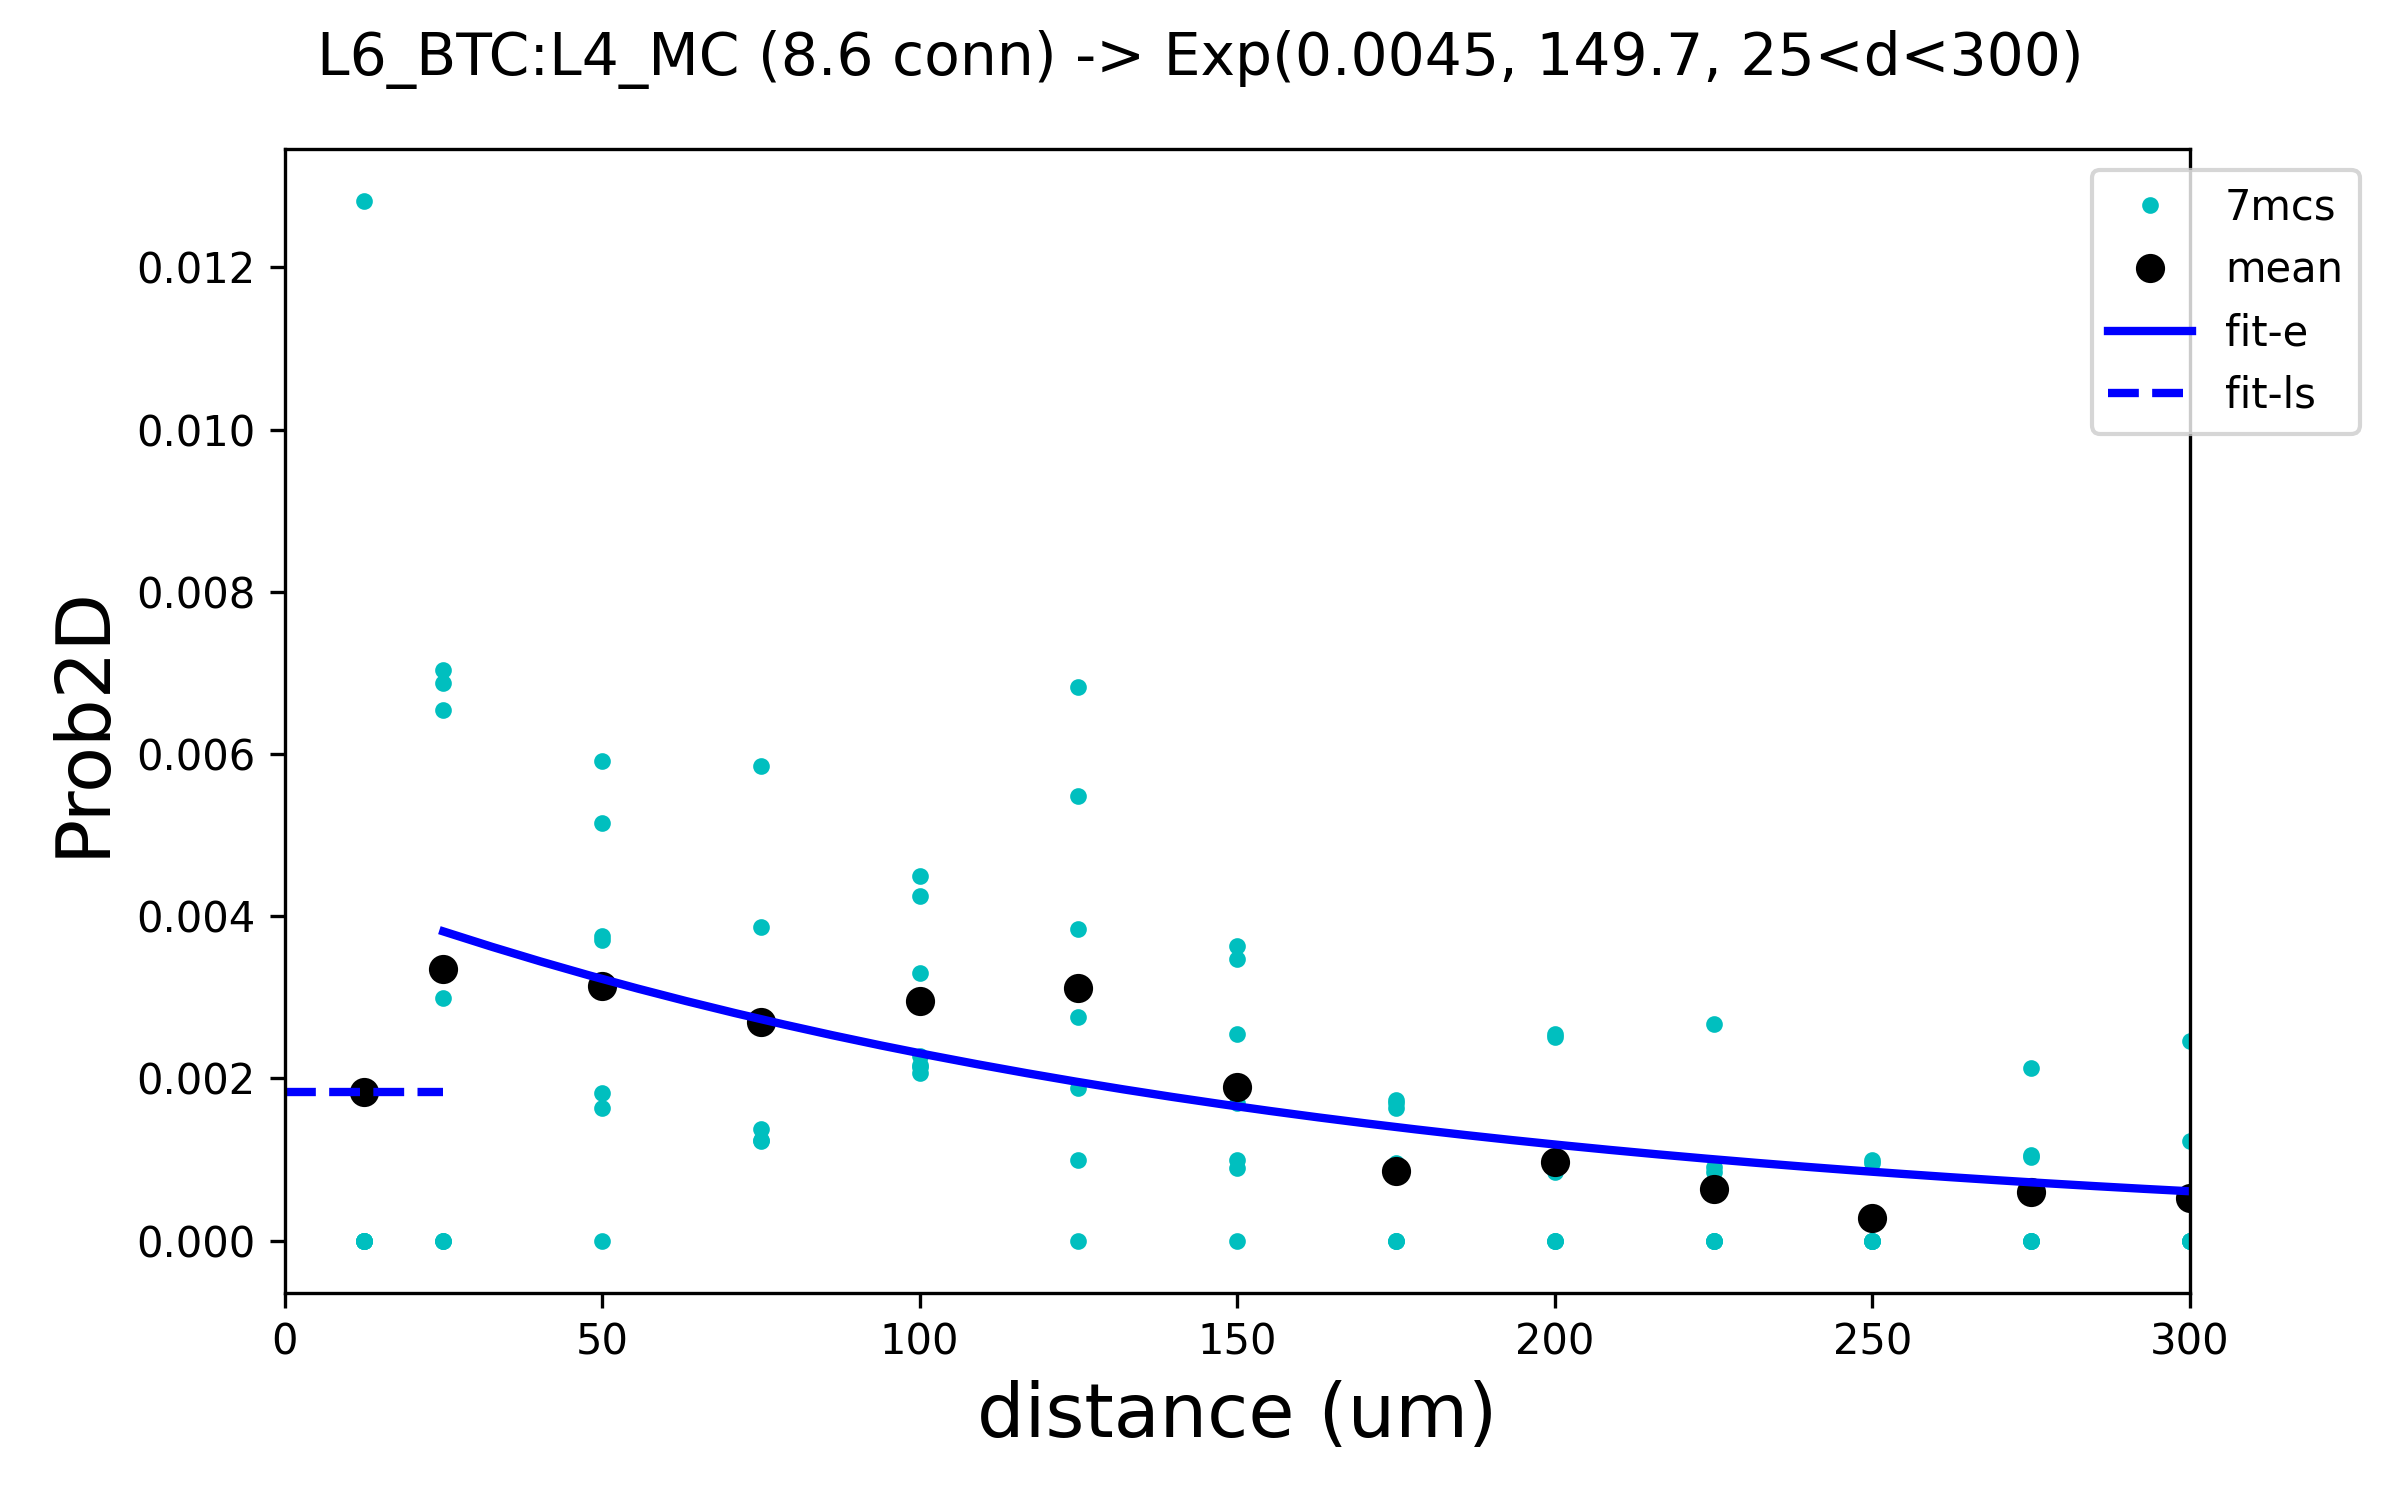 L6_BTC:L4_MC (8.6 conn) -> Exp(0.0045, 149.7, 25<d<300)
7mcs
mean
fit-e
fit-ls
Prob2D
0.012
0.010
0.008
0.006
0.004
0.002
0.000
0 50 100 150 200 250 300
distance (um)